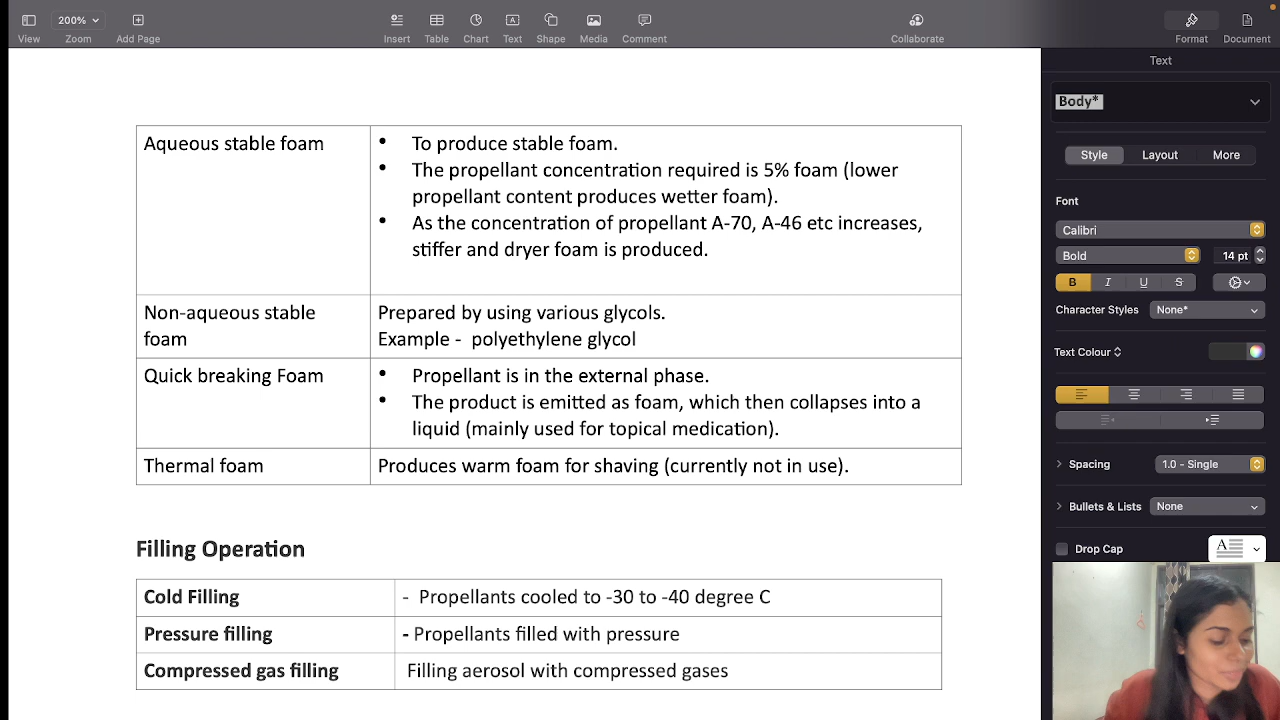 View
200%
Zoom
Add Page
Insert
Table
Chart
Text
Shape
Media
Comment
Collaborate
Format
Document
Aqueous stable foam
• To produce stable foam.
• The propellant concentration required is 5% foam (lower
propellant content produces wetter foam).
• As the concentration of propellant A-70, A-46 etc increases,
stiffer and dryer foam is produced.
Non-aqueous stable
foam
Prepared by using various glycols.
Example - polyethylene glycol
Quick breaking Foam
• Propellant is in the external phase.
• The product is emitted as foam, which then collapses into a
liquid (mainly used for topical medication).
Thermal foam
Produces warm foam for shaving (currently not in use).
Filling Operation
Cold Filling
- Propellants cooled to -30 to -40 degree C
Pressure filling
- Propellants filled with pressure
Compressed gas filling
Filling aerosol with compressed gases
Text
Body*
Style
Layout
More
Font
Calibri
Bold
14 pt
B
I
U
S
Character Styles
None*
Text Colour
Spacing
1.0 - Single
Bullets & Lists
None
Drop Cap
A